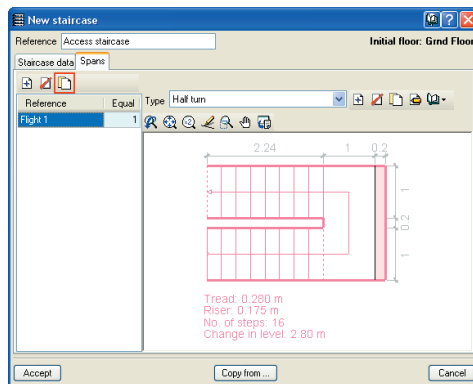 New staircase
Reference Access staircase Initial floor: Grnd Floor
Staircase data Spans
Reference Equal
Type Half turn
Flight 1 1
2.24 1 0.2
1
0.2
1
Tread: 0.280 m
Riser: 0.175 m
No. of steps: 16
Change in level: 2.80 m
Accept Copy from ... Cancel